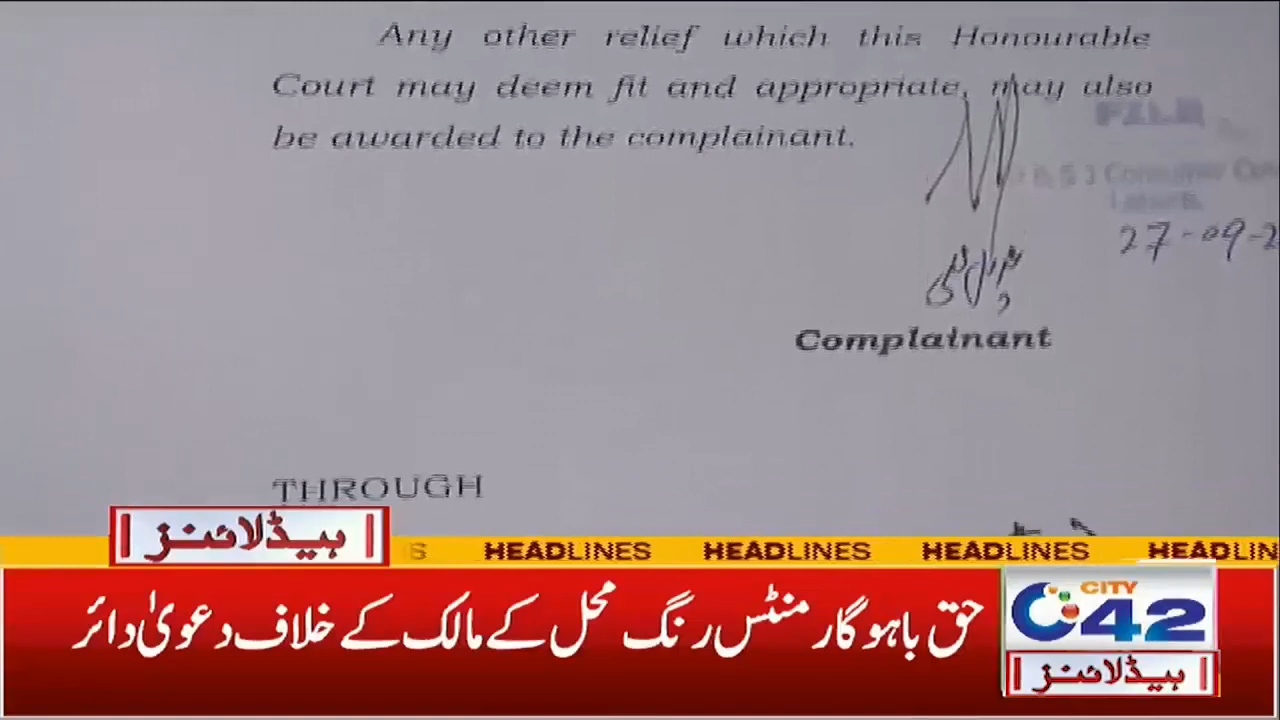 Any other relief which this Honourable
Court may deem fit and appropriate, may also
be awarded to the complainant.
27-09-2
Complainant
THROUGH
ہیڈلائنز
HEADLINES HEADLINES HEADLINES HEADLIN
حق باہو گارمنٹس رنگ محل کے مالک کے خلاف دعویٰ دائر
CITY
42
ہیڈلائنز